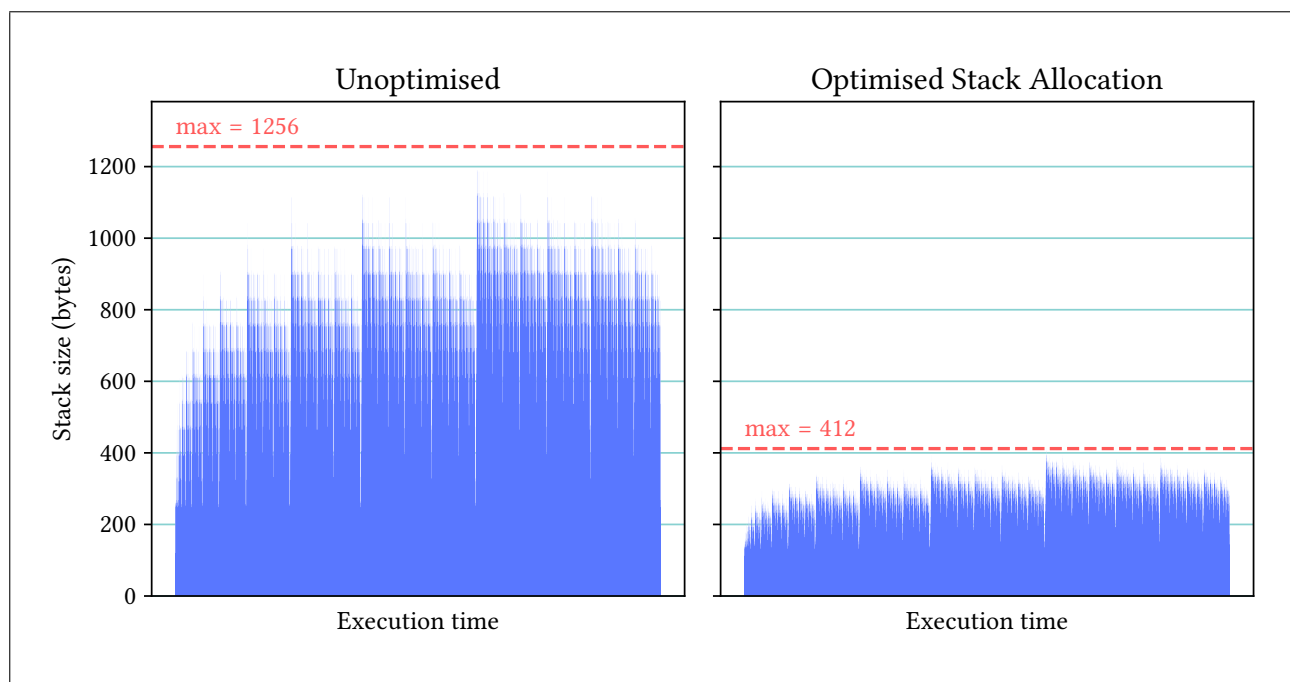 Unoptimised
Optimised Stack Allocation
max = 1256
1200
1000
800
600
400
200
0
Stack size (bytes)
max = 412
Execution time
Execution time